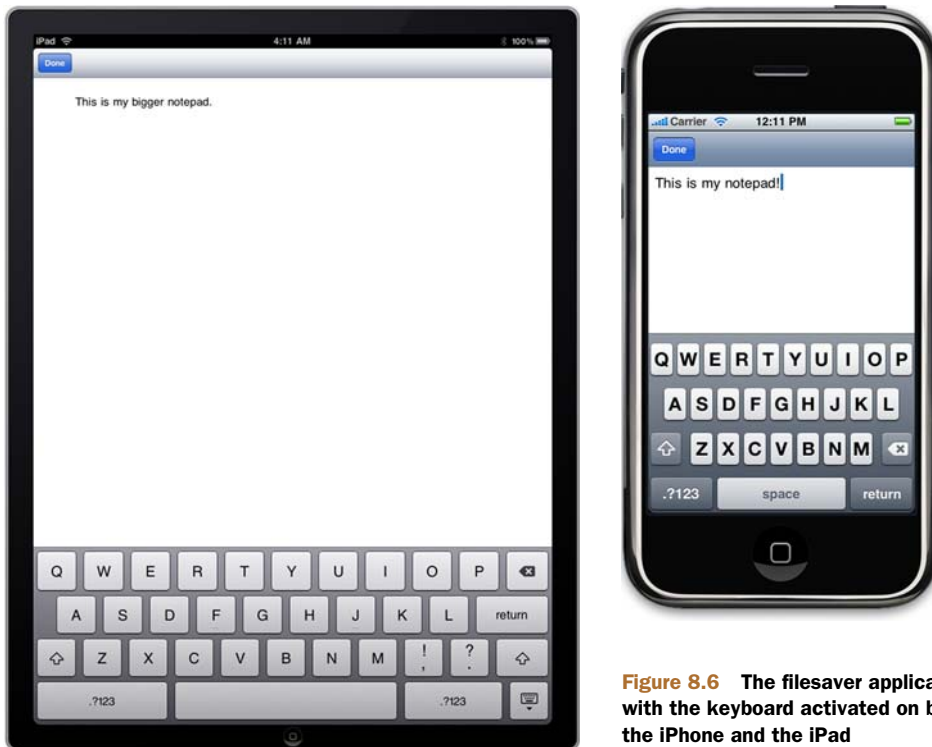 iPad 4:11 AM 100%
Done
This is my bigger notepad.
Q W E R T Y U I O P
A S D F G H J K L return
Z X C V B N M ! , ? .
.?123 .?123
Carrier 12:11 PM
Done
This is my notepad!
Q W E R T Y U I O P
A S D F G H J K L
Z X C V B N M
.?123 space return
Figure 8.6 The filesaver applica
with the keyboard activated on b
the iPhone and the iPad